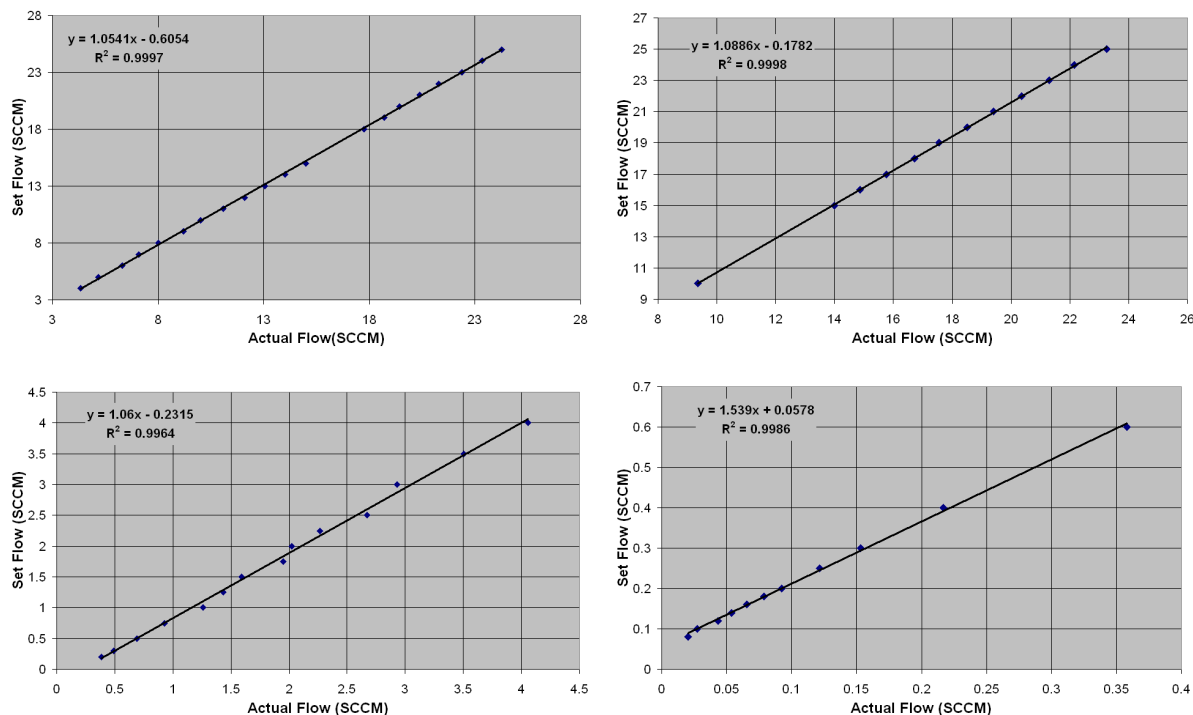 y = 1.0541x - 0.6054
R² = 0.9997
Set Flow (SCCM)
28
23
18
13
8
3
3 8 13 18 23 28
Actual Flow(SCCM)
y = 1.0886x - 0.1782
R² = 0.9998
Set Flow (SCCM)
27
25
23
21
19
17
15
13
11
9
8 10 12 14 16 18 20 22 24 26
Actual Flow (SCCM)
y = 1.06x - 0.2315
R² = 0.9964
Set Flow (SCCM)
4.5
4
3.5
3
2.5
2
1.5
1
0.5
0
0 0.5 1 1.5 2 2.5 3 3.5 4 4.5
Actual Flow (SCCM)
y = 1.539x + 0.0578
R² = 0.9986
Set Flow (SCCM)
0.7
0.6
0.5
0.4
0.3
0.2
0.1
0
0 0.05 0.1 0.15 0.2 0.25 0.3 0.35 0.4
Actual Flow (SCCM)